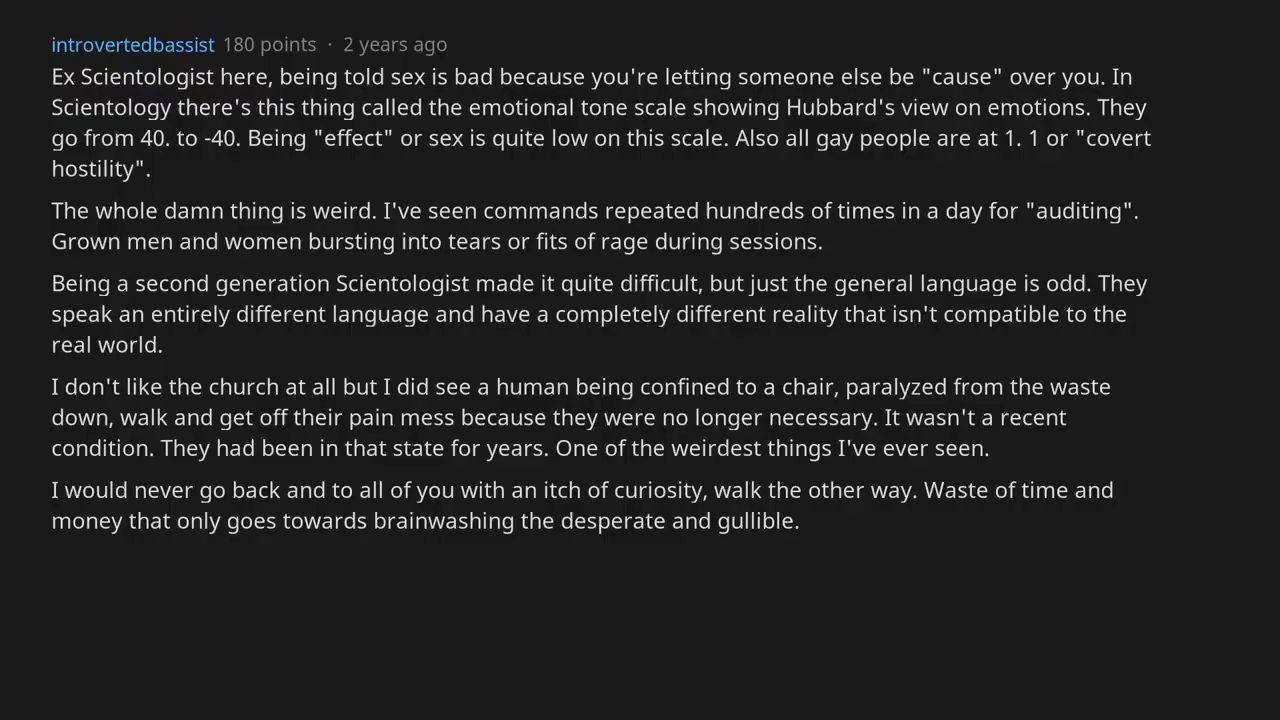 introvertedbassist 180 points · 2 years ago
Ex Scientologist here, being told sex is bad because you're letting someone else be "cause" over you. In
Scientology there's this thing called the emotional tone scale showing Hubbard's view on emotions. They
go from 40. to -40. Being "effect" or sex is quite low on this scale. Also all gay people are at 1. 1 or "covert
hostility".
The whole damn thing is weird. I've seen commands repeated hundreds of times in a day for "auditing".
Grown men and women bursting into tears or fits of rage during sessions.
Being a second generation Scientologist made it quite difficult, but just the general language is odd. They
speak an entirely different language and have a completely different reality that isn't compatible to the
real world.
I don't like the church at all but I did see a human being confined to a chair, paralyzed from the waste
down, walk and get off their pain mess because they were no longer necessary. It wasn't a recent
condition. They had been in that state for years. One of the weirdest things I've ever seen.
I would never go back and to all of you with an itch of curiosity, walk the other way. Waste of time and
money that only goes towards brainwashing the desperate and gullible.